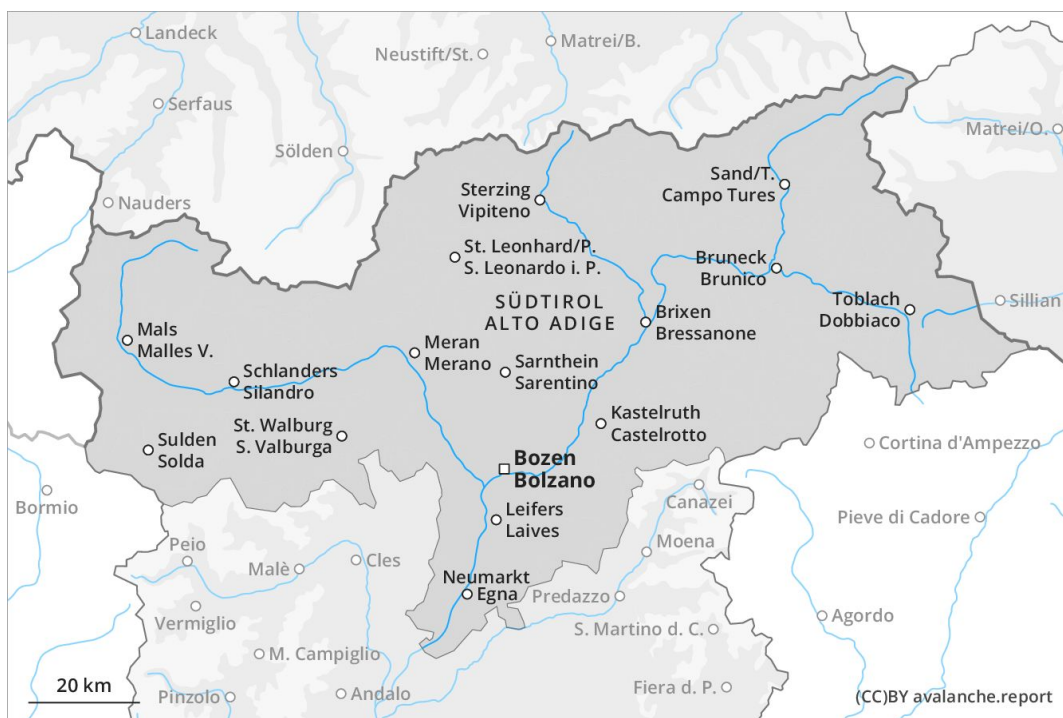 Landeck
Neustift/St.
Matrei/B.
Serfaus
Matrei/O.
Sölden
Sand/T.
Campo Tures
Sterzing
Vipiteno
Nauders
St. Leonhard/P.
S. Leonardo i. P.
Bruneck
Brunico
SÜDTIROL
ALTO ADIGE
Toblach
Dobbiaco
Sillian
Brixen
Bressanone
Mals
Malles V.
Meran
Merano
Sarnthein
Sarentino
Schlanders
Silandro
Kastelruth
Castelrotto
St. Walburg
S. Valburga
Sulden
Solda
Cortina d'Ampezzo
Bozen
Bolzano
Bormio
Canazei
Leifers
Laives
Pieve di Cadore
Peio
Cles
Moena
Malè
Neumarkt
Egna
Predazzo
Vermiglio
Agordo
S. Martino d. C.
M. Campiglio
20 km
Pinzolo
Andalo
Fiera d. P.
(CC)BY avalanche.report